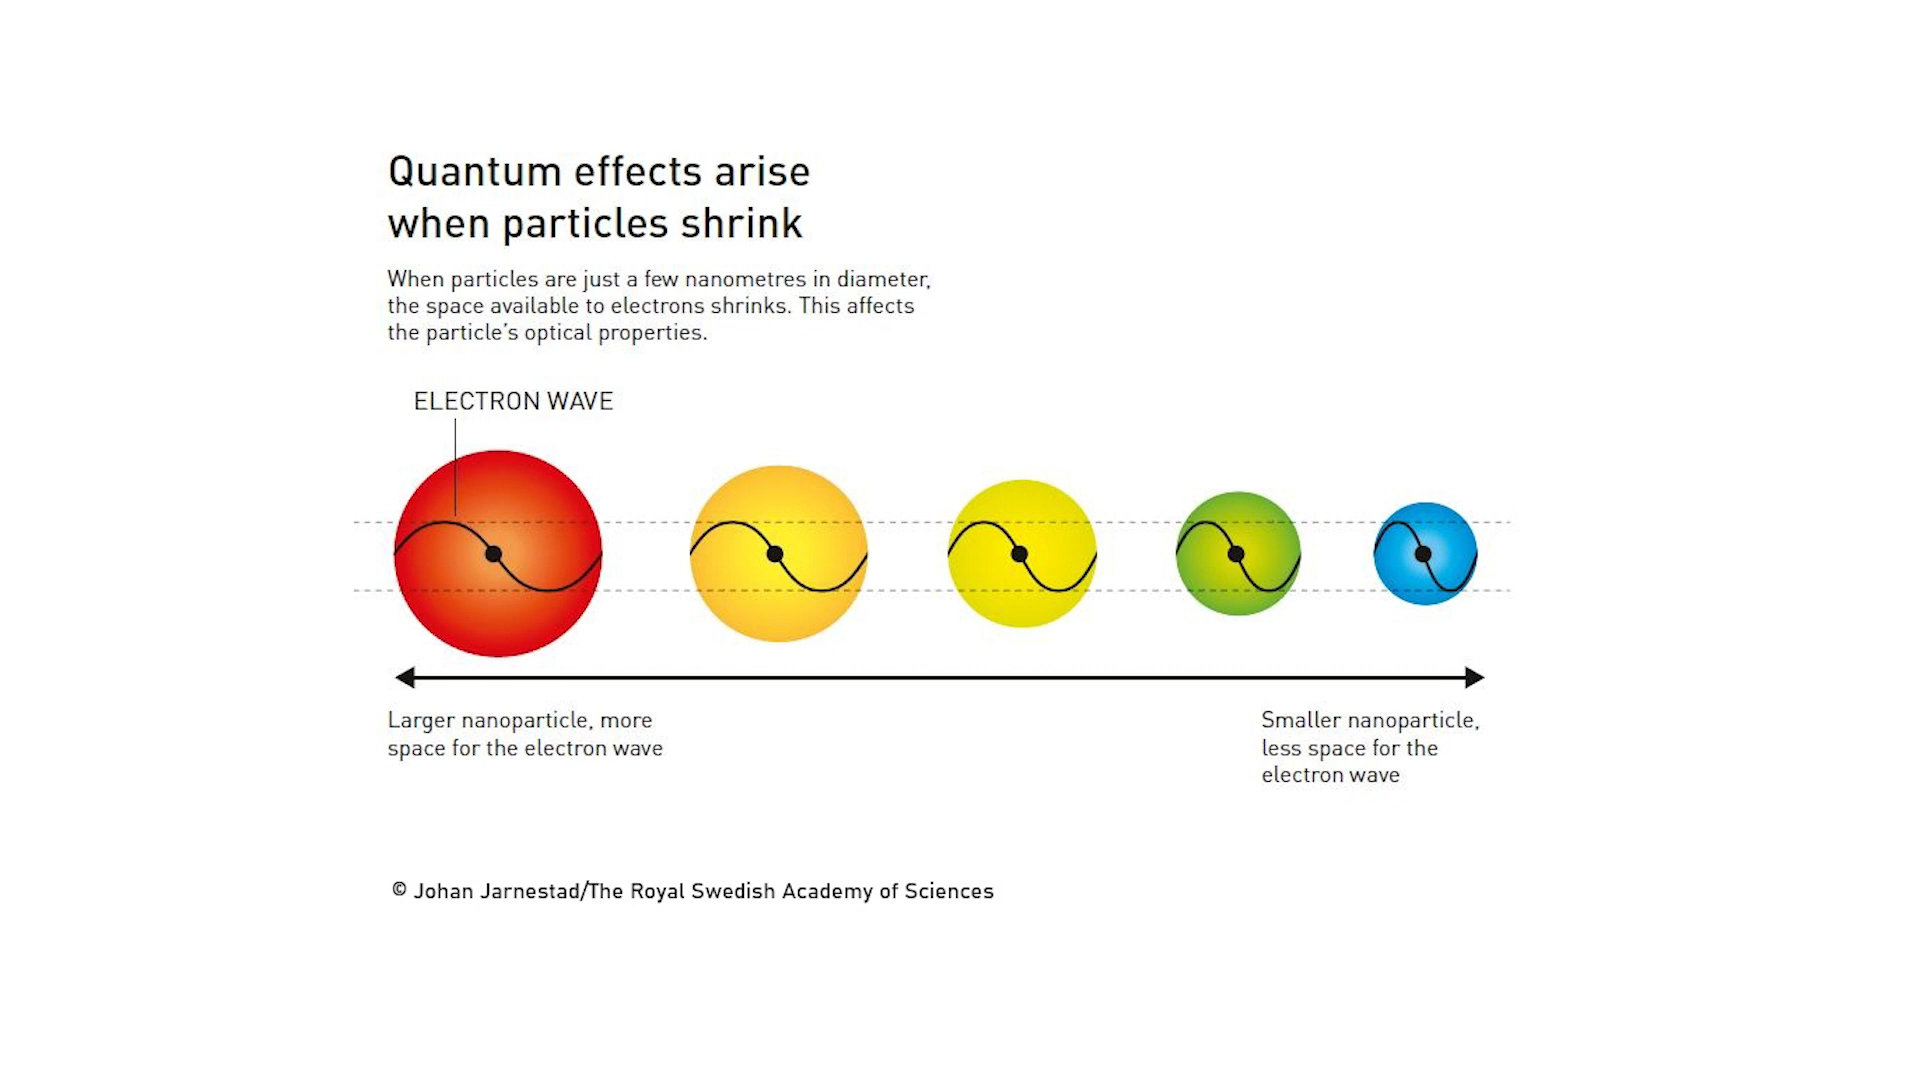 Quantum effects arise
when particles shrink
When particles are just a few nanometres in diameter,
the space available to electrons shrinks. This affects
the particle’s optical properties.
ELECTRON WAVE
Larger nanoparticle, more
space for the electron wave
Smaller nanoparticle,
less space for the
electron wave
© Johan Jarnestad/The Royal Swedish Academy of Sciences